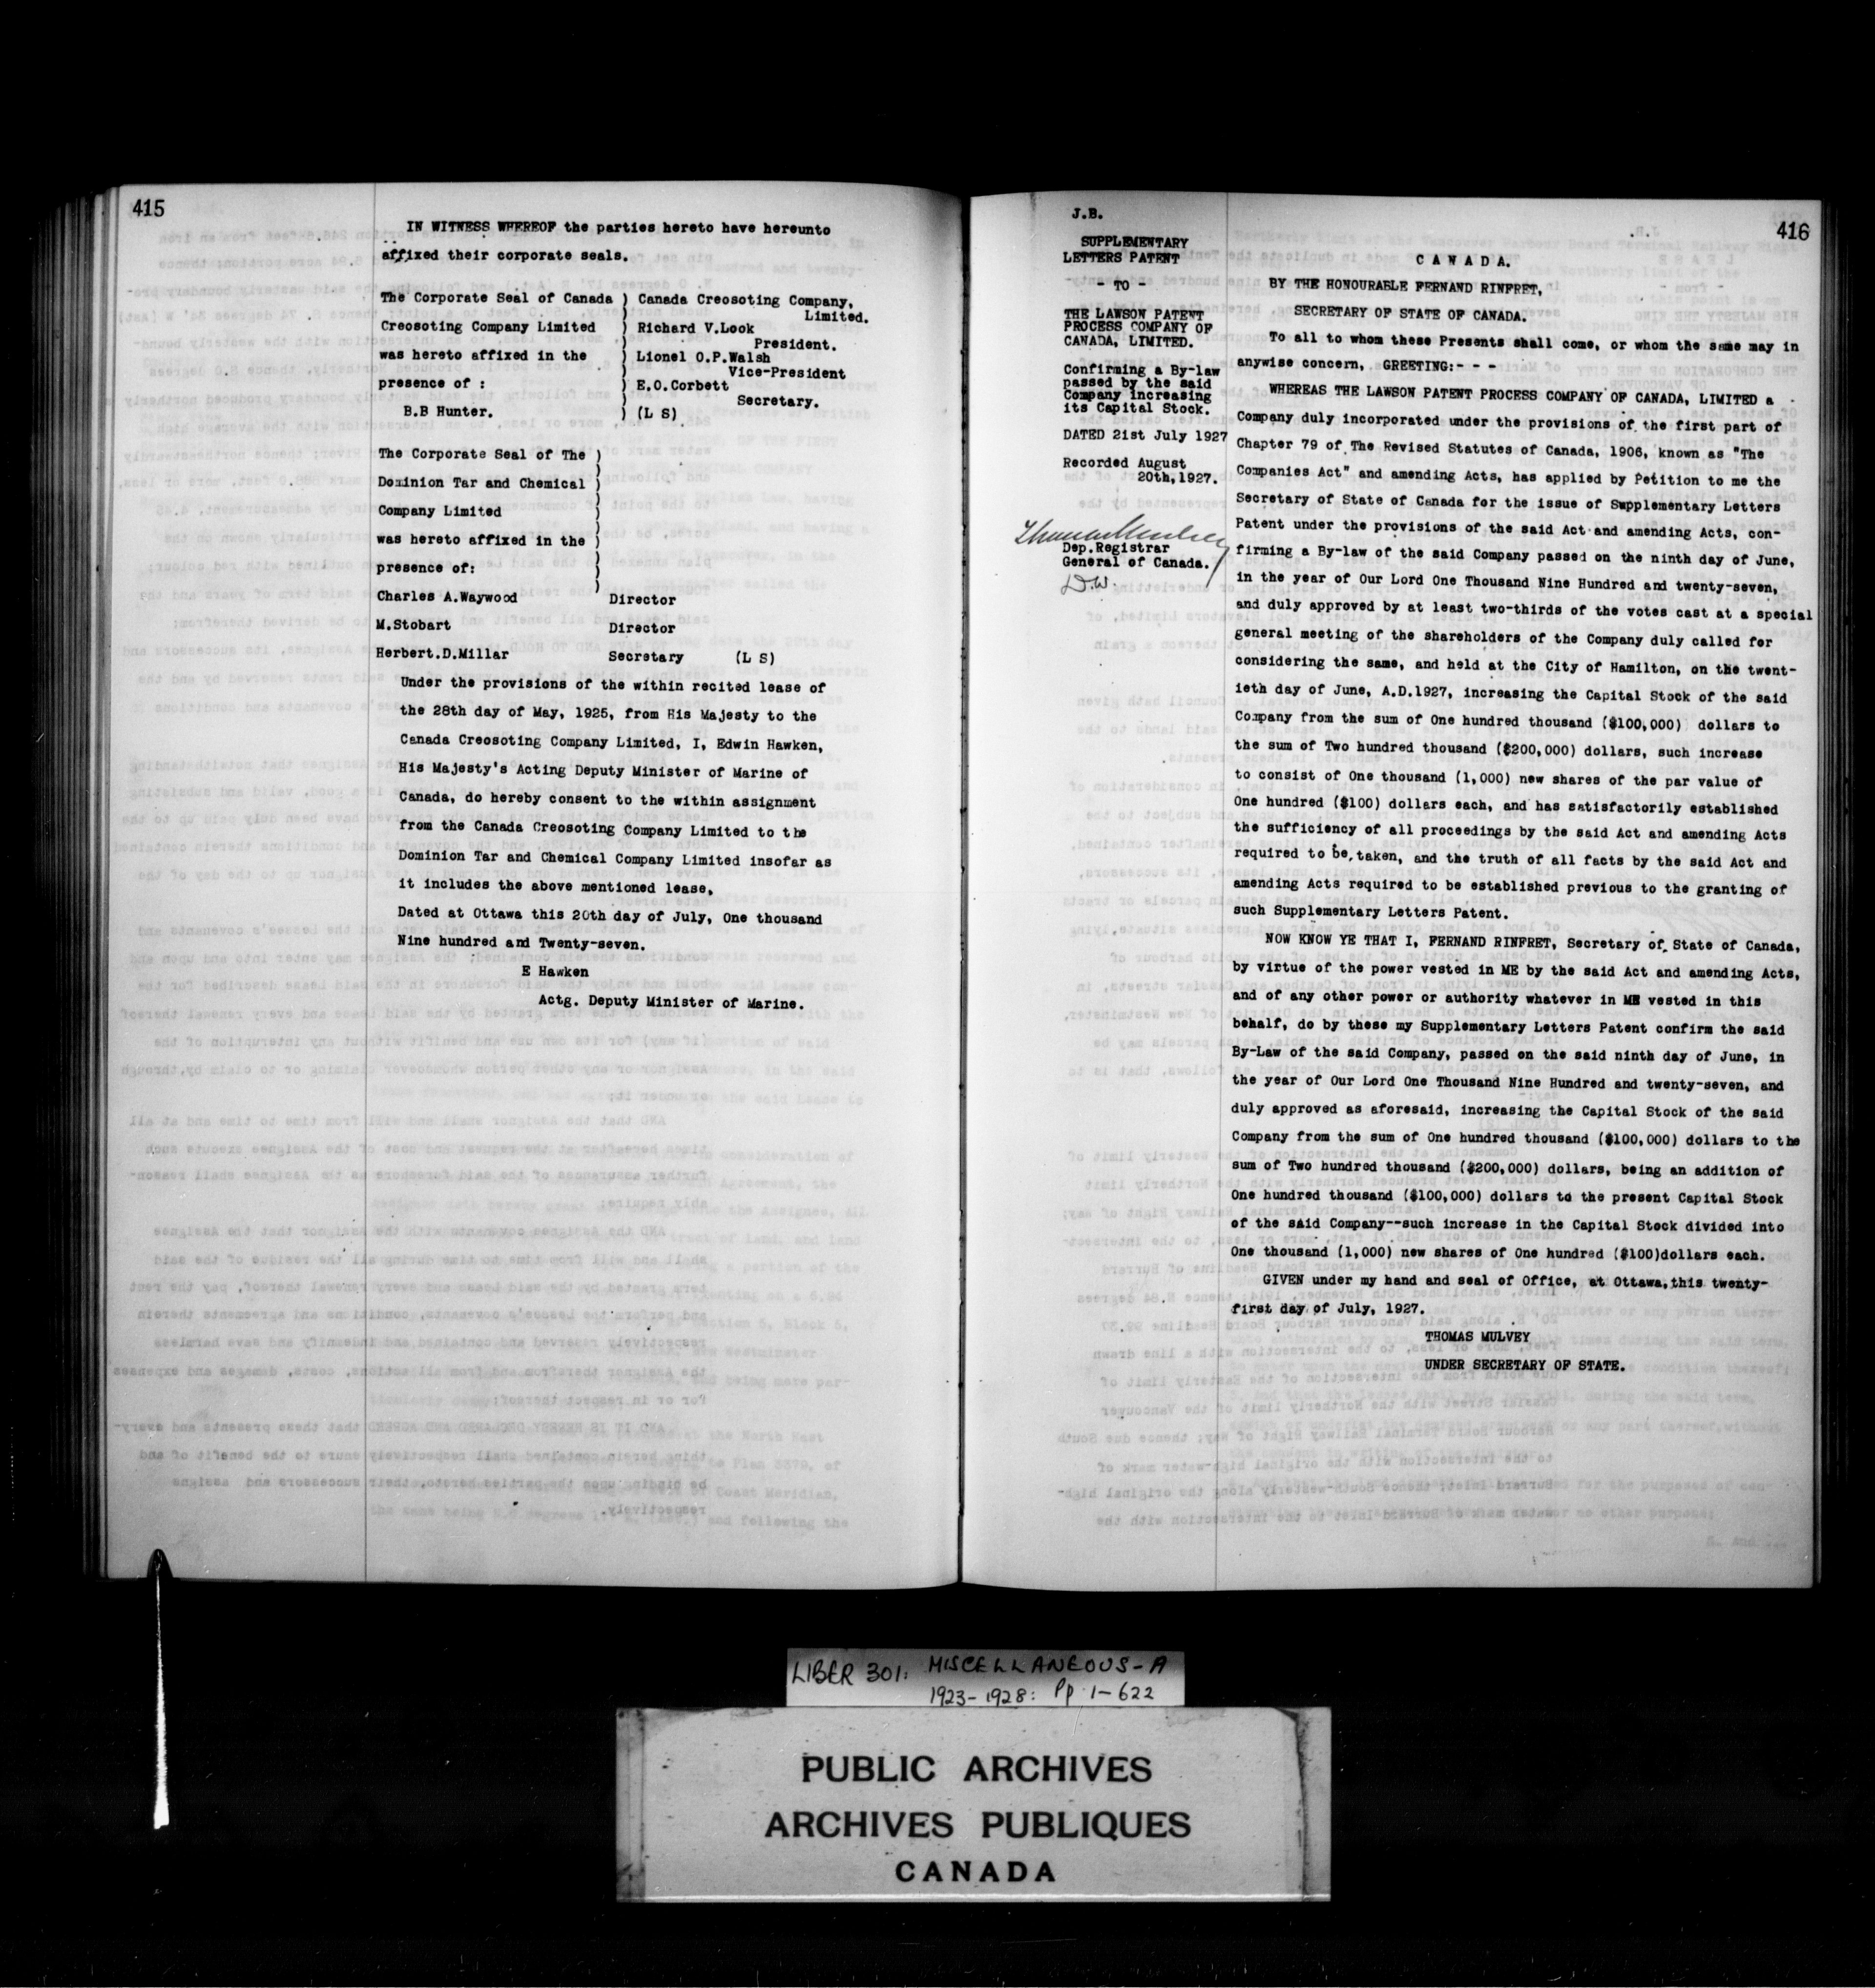 415
IN WITNESS WHEREOF the parties hereto have hereunto
affixed their corporate seals.
The Corporate Seal of Canada ) Canada Creosoting Company,
Limited.
Creosoting Company Limited ) Richard V.Look
President.
was hereto affixed in the ) Lionel O.P.Walsh
Vice-President
presence of : ) E.O.Corbett
Secretary.
B.B Hunter. ) (L S)
The Corporate Seal of The )
Dominion Tar and Chemical )
Company Limited )
was hereto affixed in the )
presence of: )
Charles A.Waywood Director
M.Stobart Director
Herbert.D.Millar Secretary (L S)
Under the provisions of the within recited lease of
the 28th day of May, 1925, from His Majesty to the
Canada Creosoting Company Limited, I, Edwin Hawken,
His Majesty's Acting Deputy Minister of Marine of
Canada, do hereby consent to the within assignment
from the Canada Creosoting Company Limited to the
Dominion Tar and Chemical Company Limited insofar as
it includes the above mentioned lease.
Dated at Ottawa this 20th day of July, One thousand
Nine hundred and Twenty-seven.
E Hawken
Actg. Deputy Minister of Marine.
416
J.B.
SUPPLEMENTARY
LETTERS PATENT
- TO -
THE LAWSON PATENT
PROCESS COMPANY OF
CANADA, LIMITED.
Confirming a By-law
passed by the said
Company increasing
its Capital Stock.
DATED 21st July 1927
Recorded August
20th,1927.
Thomas Mulvey
Dep.Registrar
General of Canada.
D.W.
C A N A D A.
BY THE HONOURABLE FERNAND RINFRET,
SECRETARY OF STATE OF CANADA.
To all to whom these Presents shall come, or whom the same may in
anywise concern, GREETING:- - -
WHEREAS THE LAWSON PATENT PROCESS COMPANY OF CANADA, LIMITED a
Company duly incorporated under the provisions of the first part of
Chapter 79 of The Revised Statutes of Canada, 1906, known as "The
Companies Act" and amending Acts, has applied by Petition to me the
Secretary of State of Canada for the issue of Supplementary Letters
Patent under the provisions of the said Act and amending Acts, con-
firming a By-law of the said Company passed on the ninth day of June,
in the year of Our Lord One Thousand Nine Hundred and twenty-seven,
and duly approved by at least two-thirds of the votes cast at a special
general meeting of the shareholders of the Company duly called for
considering the same, and held at the City of Hamilton, on the twent-
ieth day of June, A.D.1927, increasing the Capital Stock of the said
Company from the sum of One hundred thousand ($100,000) dollars to
the sum of Two hundred thousand ($200,000) dollars, such increase
to consist of One thousand (1,000) new shares of the par value of
One hundred ($100) dollars each, and has satisfactorily established
the sufficiency of all proceedings by the said Act and amending Acts
required to be, taken, and the truth of all facts by the said Act and
amending Acts required to be established previous to the granting of
such Supplementary Letters Patent.
NOW KNOW YE THAT I, FERNAND RINFRET, Secretary of State of Canada,
by virtue of the power vested in ME by the said Act and amending Acts,
and of any other power or authority whatever in ME vested in this
behalf, do by these my Supplementary Letters Patent confirm the said
By-Law of the said Company, passed on the said ninth day of June, in
the year of Our Lord One Thousand Nine Hundred and twenty-seven, and
duly approved as aforesaid, increasing the Capital Stock of the said
Company from the sum of One hundred thousand ($100,000) dollars to the
sum of Two hundred thousand ($200,000) dollars, being an addition of
One hundred thousand ($100,000) dollars to the present Capital Stock
of the said Company--such increase in the Capital Stock divided into
One thousand (1,000) new shares of One hundred ($100)dollars each.
GIVEN under my hand and seal of Office, at Ottawa,this twenty-
first day of July, 1927.
THOMAS MULVEY
UNDER SECRETARY OF STATE.
LIBER 301: MISCELLANEOUS-A
1923-1928: Pp 1-622
PUBLIC ARCHIVES
ARCHIVES PUBLIQUES
CANADA